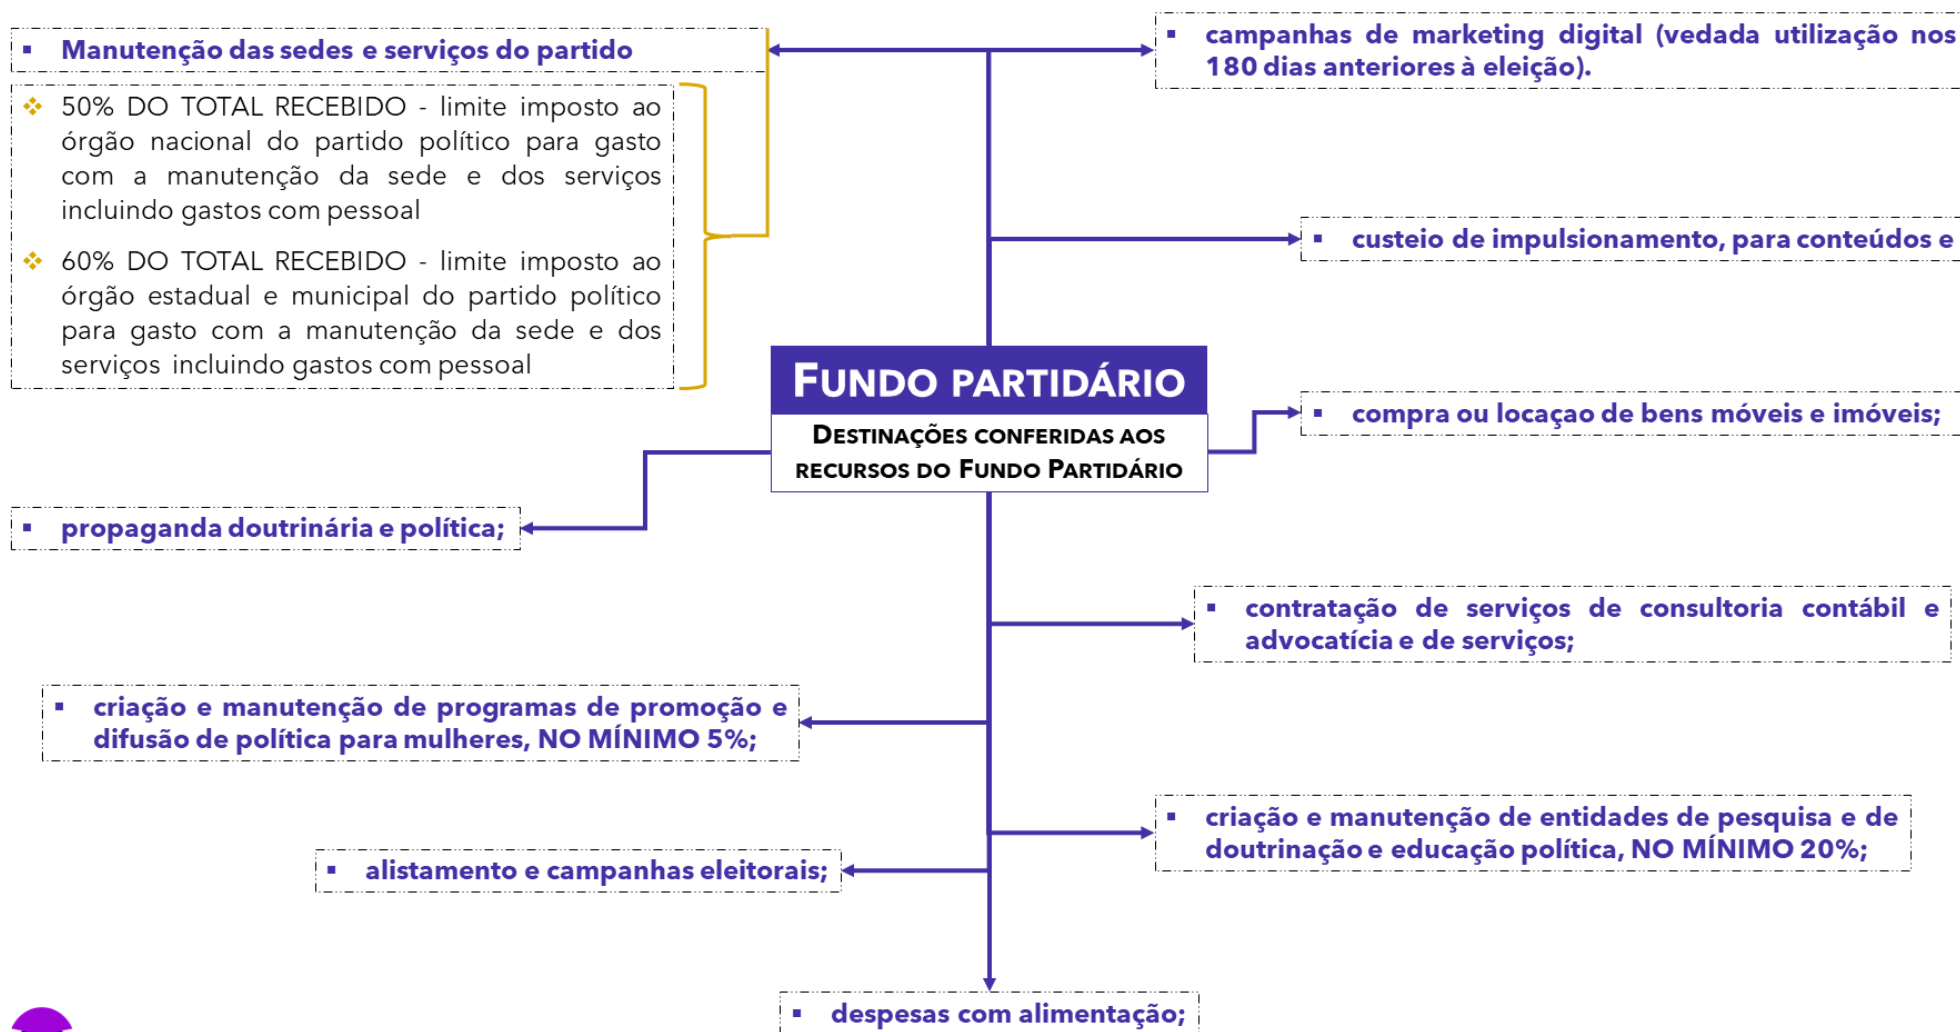 ▪ Manutenção das sedes e serviços do partido
❖ 50% DO TOTAL RECEBIDO - limite imposto ao
órgão nacional do partido político para gasto
com a manutenção da sede e dos serviços
incluindo gastos com pessoal
❖ 60% DO TOTAL RECEBIDO - limite imposto ao
órgão estadual e municipal do partido político
para gasto com a manutenção da sede e dos
serviços incluindo gastos com pessoal
▪ campanhas de marketing digital (vedada utilização nos
180 dias anteriores à eleição).
▪ custeio de impulsionamento, para conteúdos e
FUNDO PARTIDÁRIO
DESTINAÇÕES CONFERIDAS AOS
RECURSOS DO FUNDO PARTIDÁRIO
▪ compra ou locaçao de bens móveis e imóveis;
▪ propaganda doutrinária e política;
▪ contratação de serviços de consultoria contábil e
advocatícia e de serviços;
▪ criação e manutenção de programas de promoção e
difusão de política para mulheres, NO MÍNIMO 5%;
▪ criação e manutenção de entidades de pesquisa e de
doutrinação e educação política, NO MÍNIMO 20%;
▪ alistamento e campanhas eleitorais;
▪ despesas com alimentação;